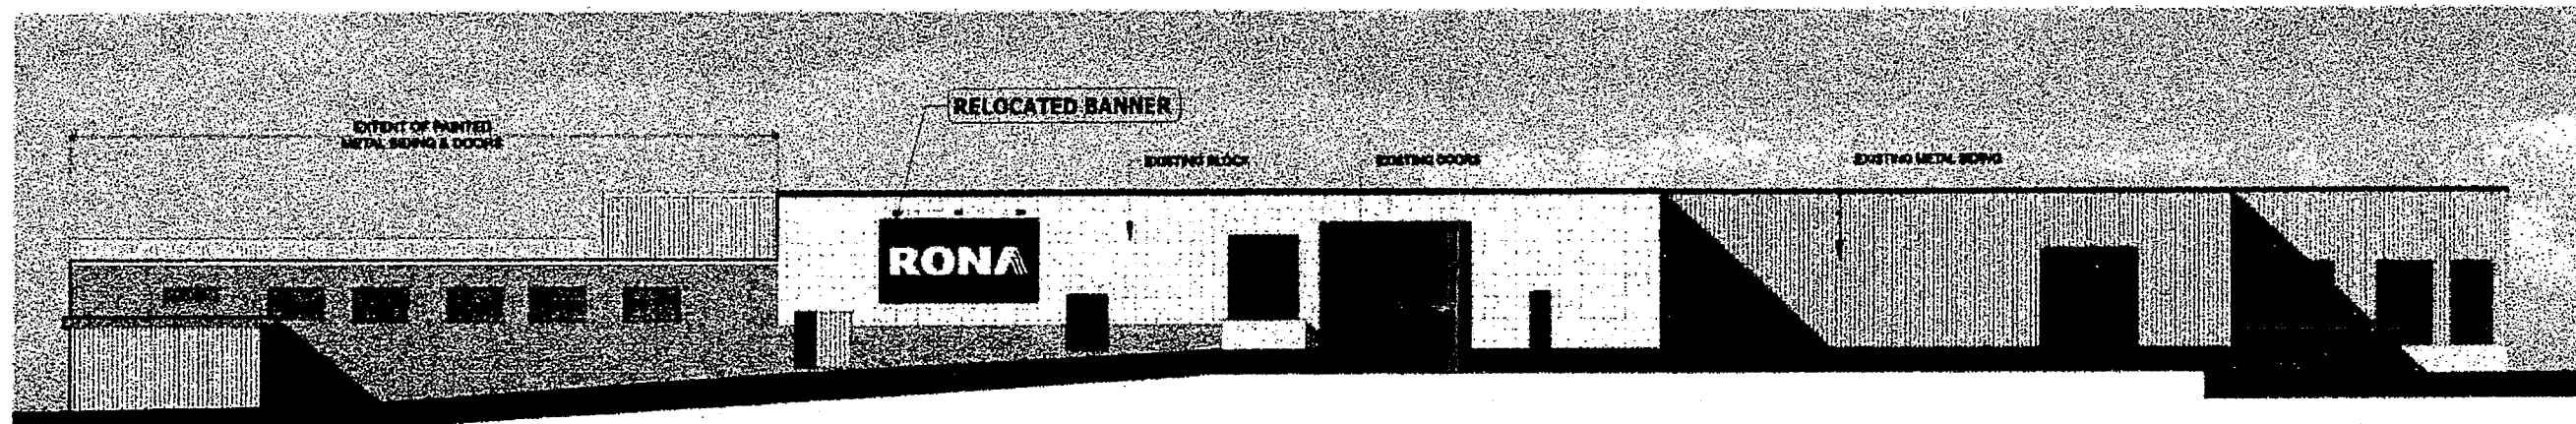 RELOCATED BANNER
EXTENT OF PAINTED
METAL SIDING & DOORS
EXISTING BLOCK
EXISTING DOORS
EXISTING METAL SIDING
RONA